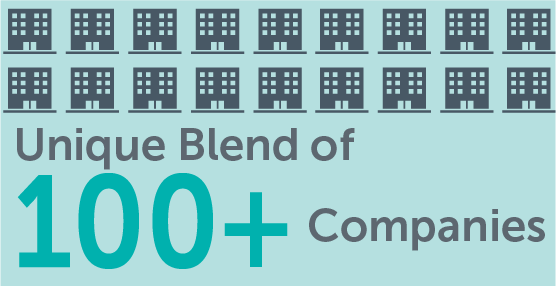 Unique Blend of
100+ Companies